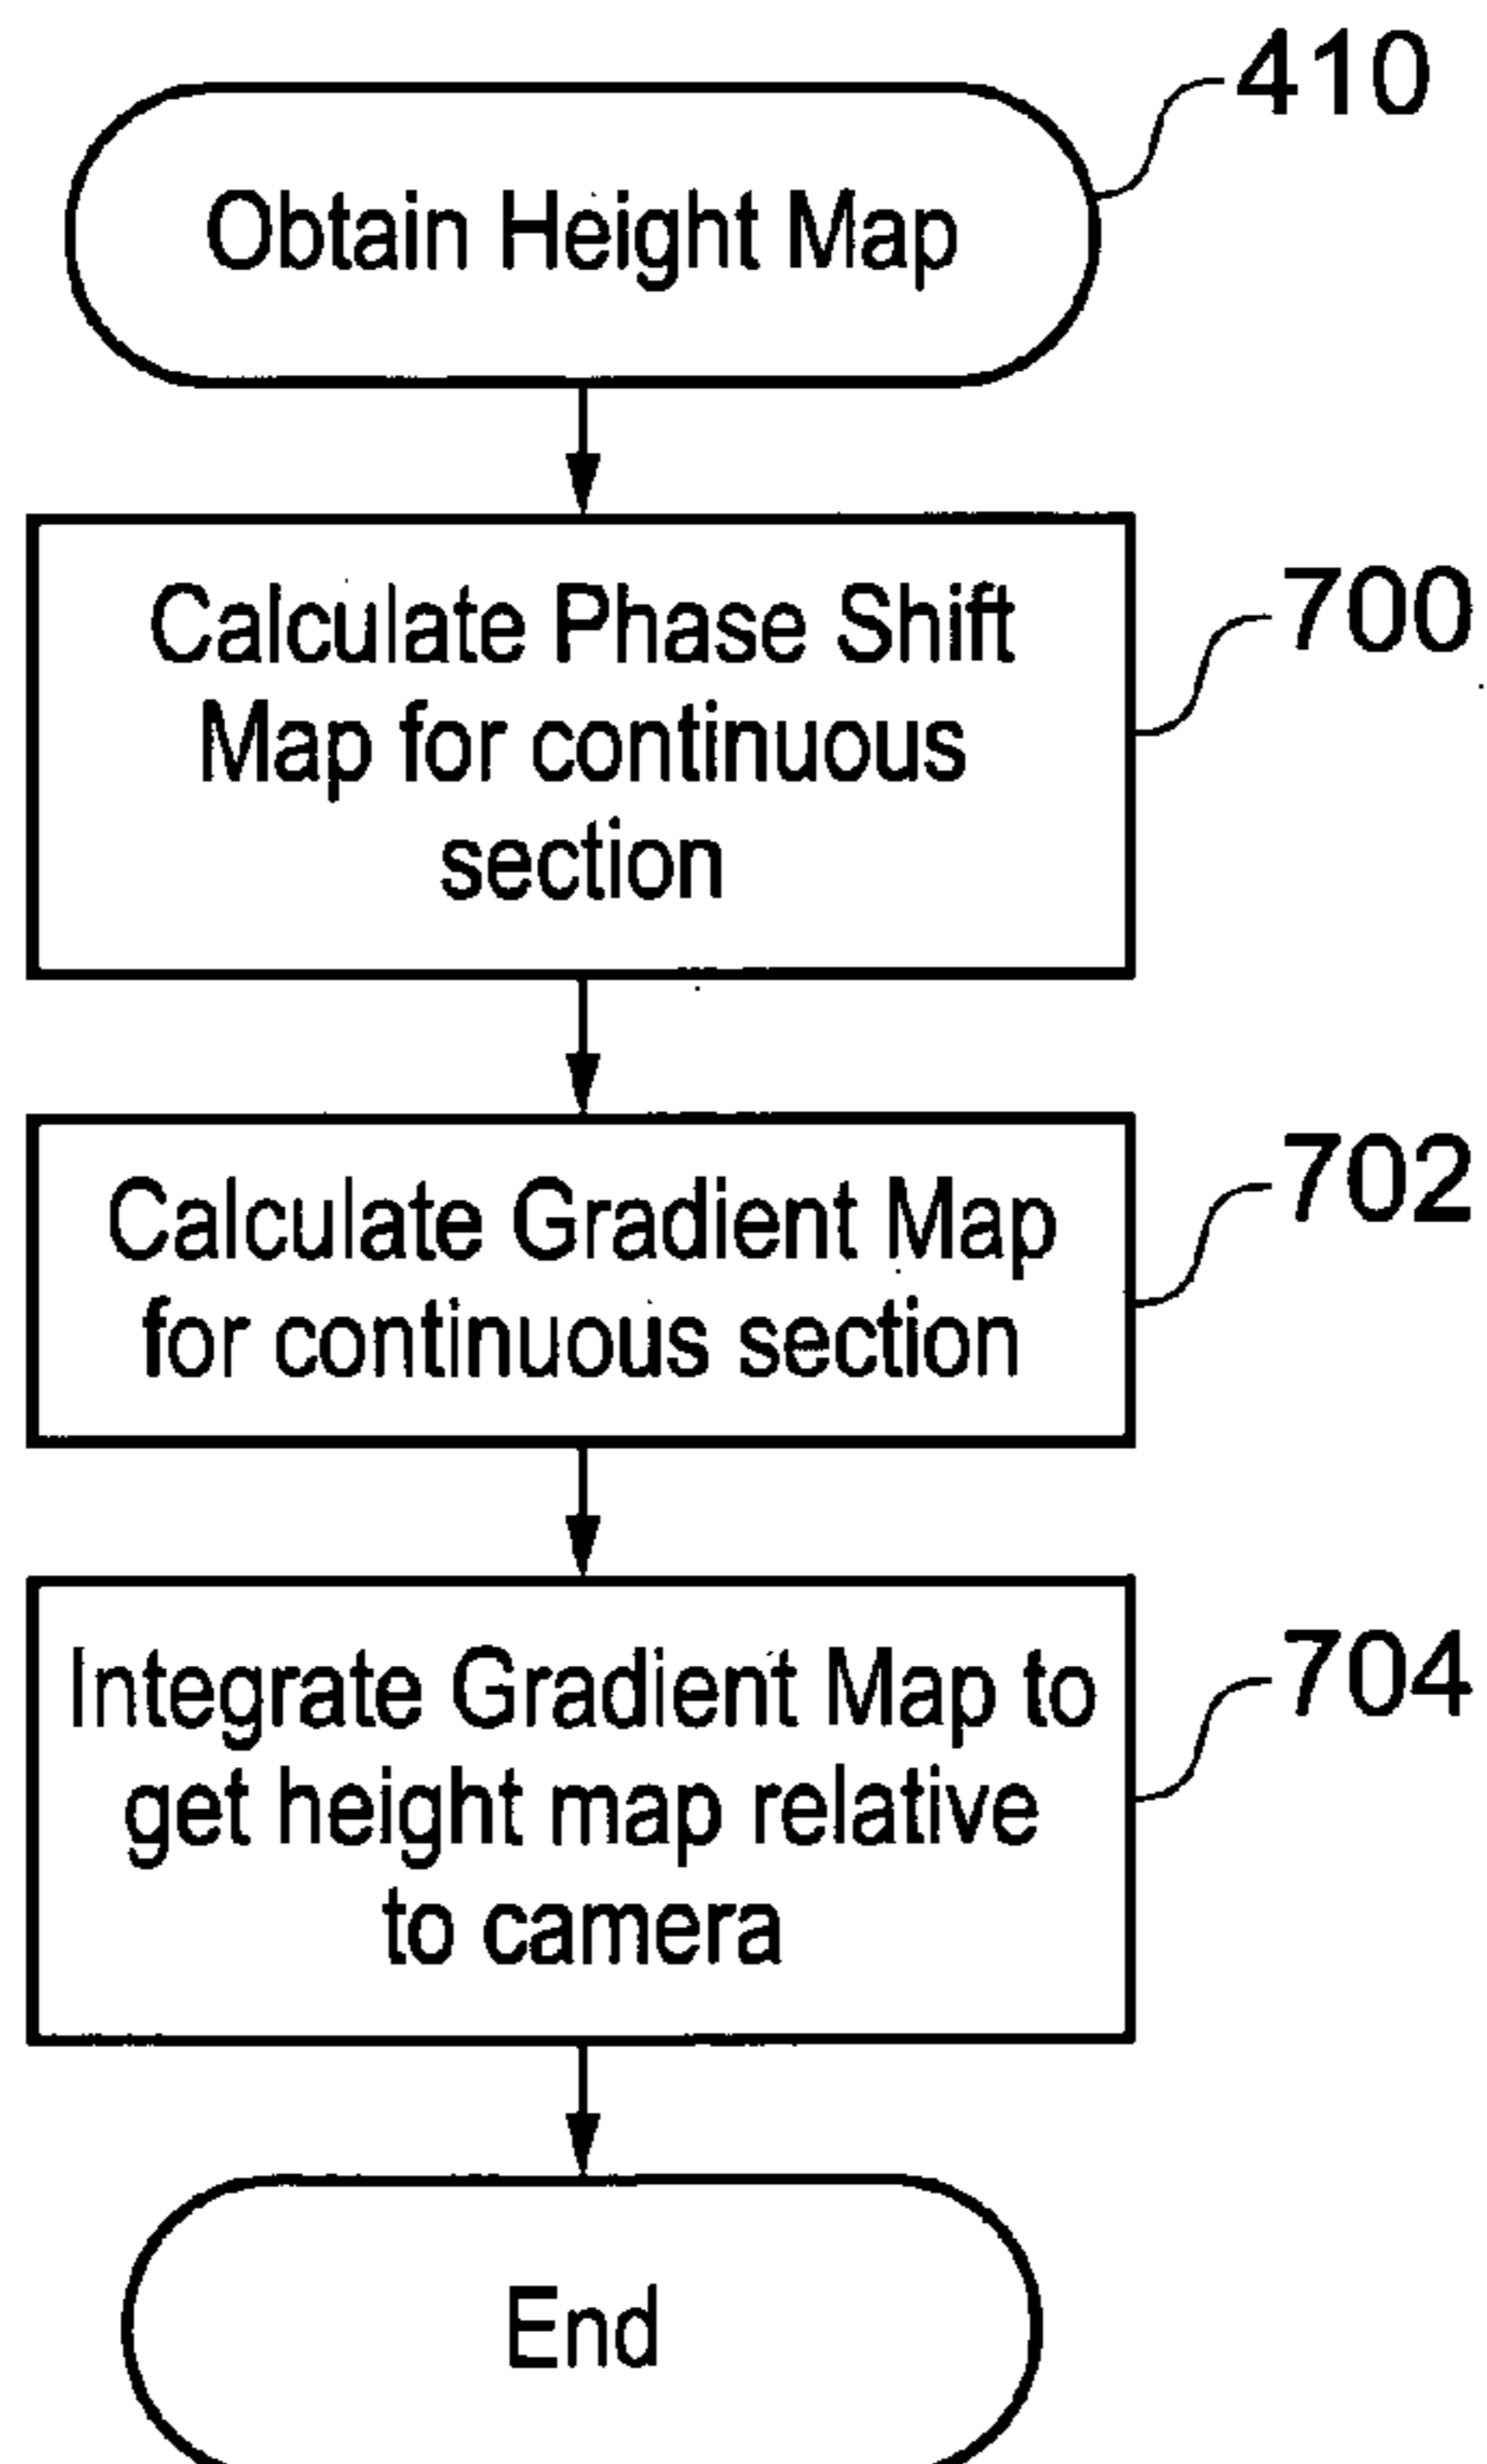 410
Obtain Height Map
Calculate Phase Shift
Map for continuous
section
700
Calculate Gradient Map
for continuous section
702
Integrate Gradient Map to
get height map relative
to camera
704
End